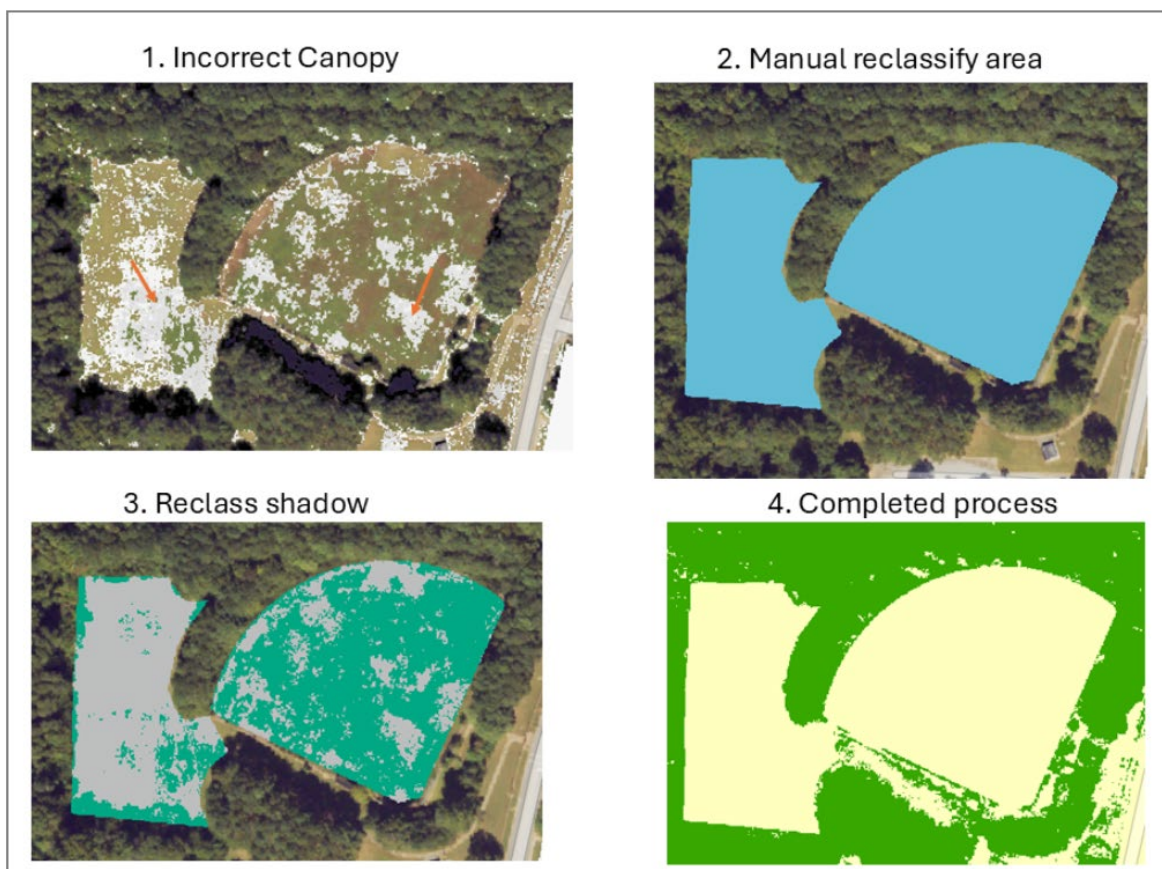 1. Incorrect Canopy
2. Manual reclassify area
3. Reclass shadow
4. Completed process